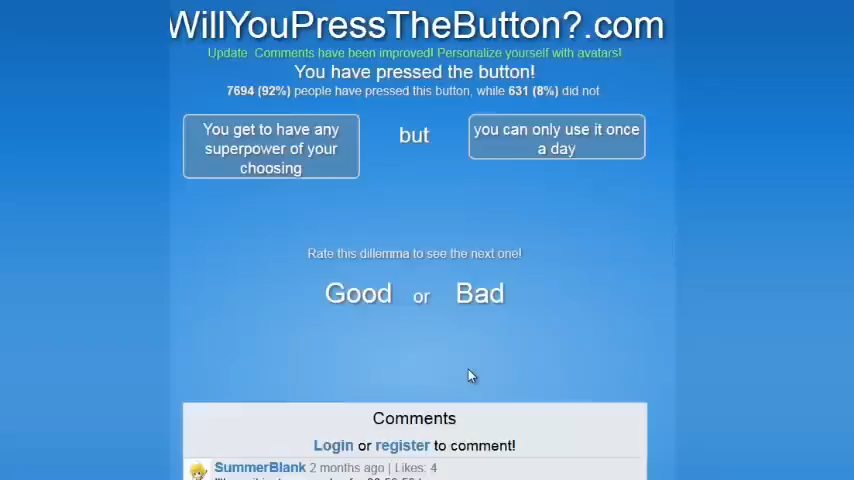 WillYouPressTheButton?.com
Update: Comments have been improved! Personalize yourself with avatars!
You have pressed the button!
7694 (92%) people have pressed this button, while 631 (8%) did not
You get to have any
superpower of your
choosing
but
you can only use it once
a day
Rate this dillemma to see the next one!
Good or Bad
Comments
Login or register to comment!
SummerBlank 2 months ago | Likes: 4